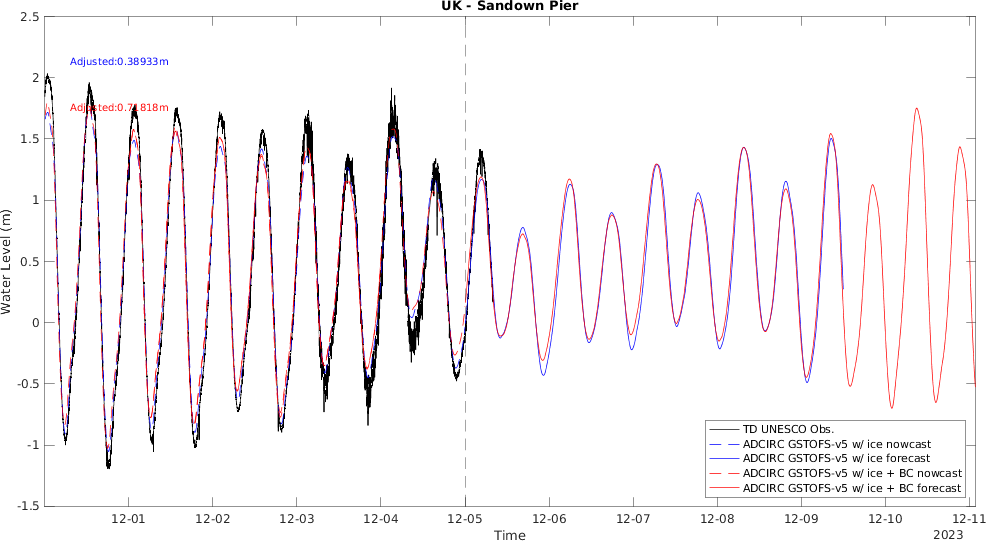 UK - Sandown Pier
2.5
2
1.5
1
0.5
0
-0.5
-1
-1.5
Water Level (m)
Adjusted:0.38933m
Adjusted:0.71818m
TD UNESCO Obs.
ADCIRC GSTOFS-v5 w/ ice nowcast
ADCIRC GSTOFS-v5 w/ ice forecast
ADCIRC GSTOFS-v5 w/ ice + BC nowcast
ADCIRC GSTOFS-v5 w/ ice + BC forecast
12-01 12-02 12-03 12-04 12-05 12-06 12-07 12-08 12-09 12-10 12-11
Time
2023